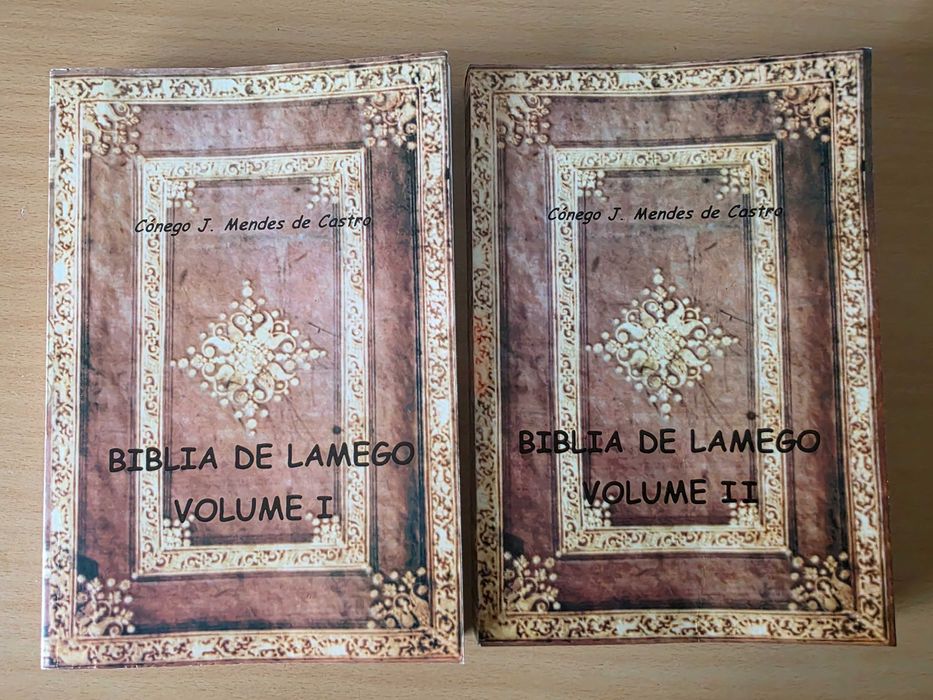 Cónego J. Mendes de Castro
BIBLIA DE LAMEGO
VOLUME I
Cónego J. Mendes de Castro
BIBLIA DE LAMEGO
VOLUME II